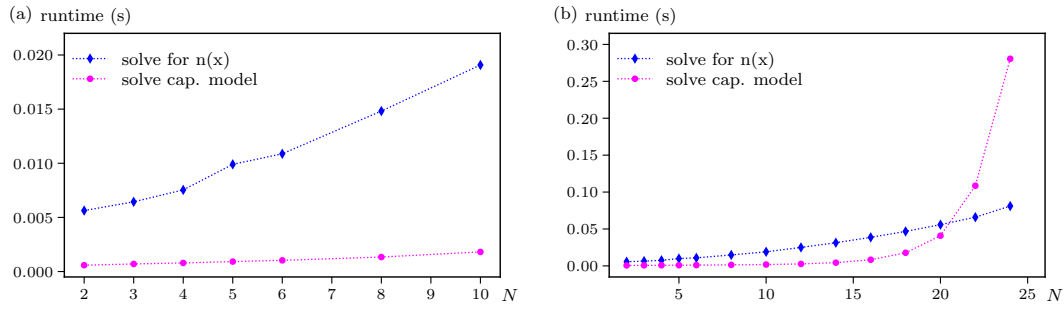 (a) runtime (s)
0.020
0.015
0.010
0.005
0.000
solve for n(x)
solve cap. model
2 3 4 5 6 7 8 9 10 N
(b) runtime (s)
0.30
0.25
0.20
0.15
0.10
0.05
0.00
solve for n(x)
solve cap. model
5 10 15 20 25 N